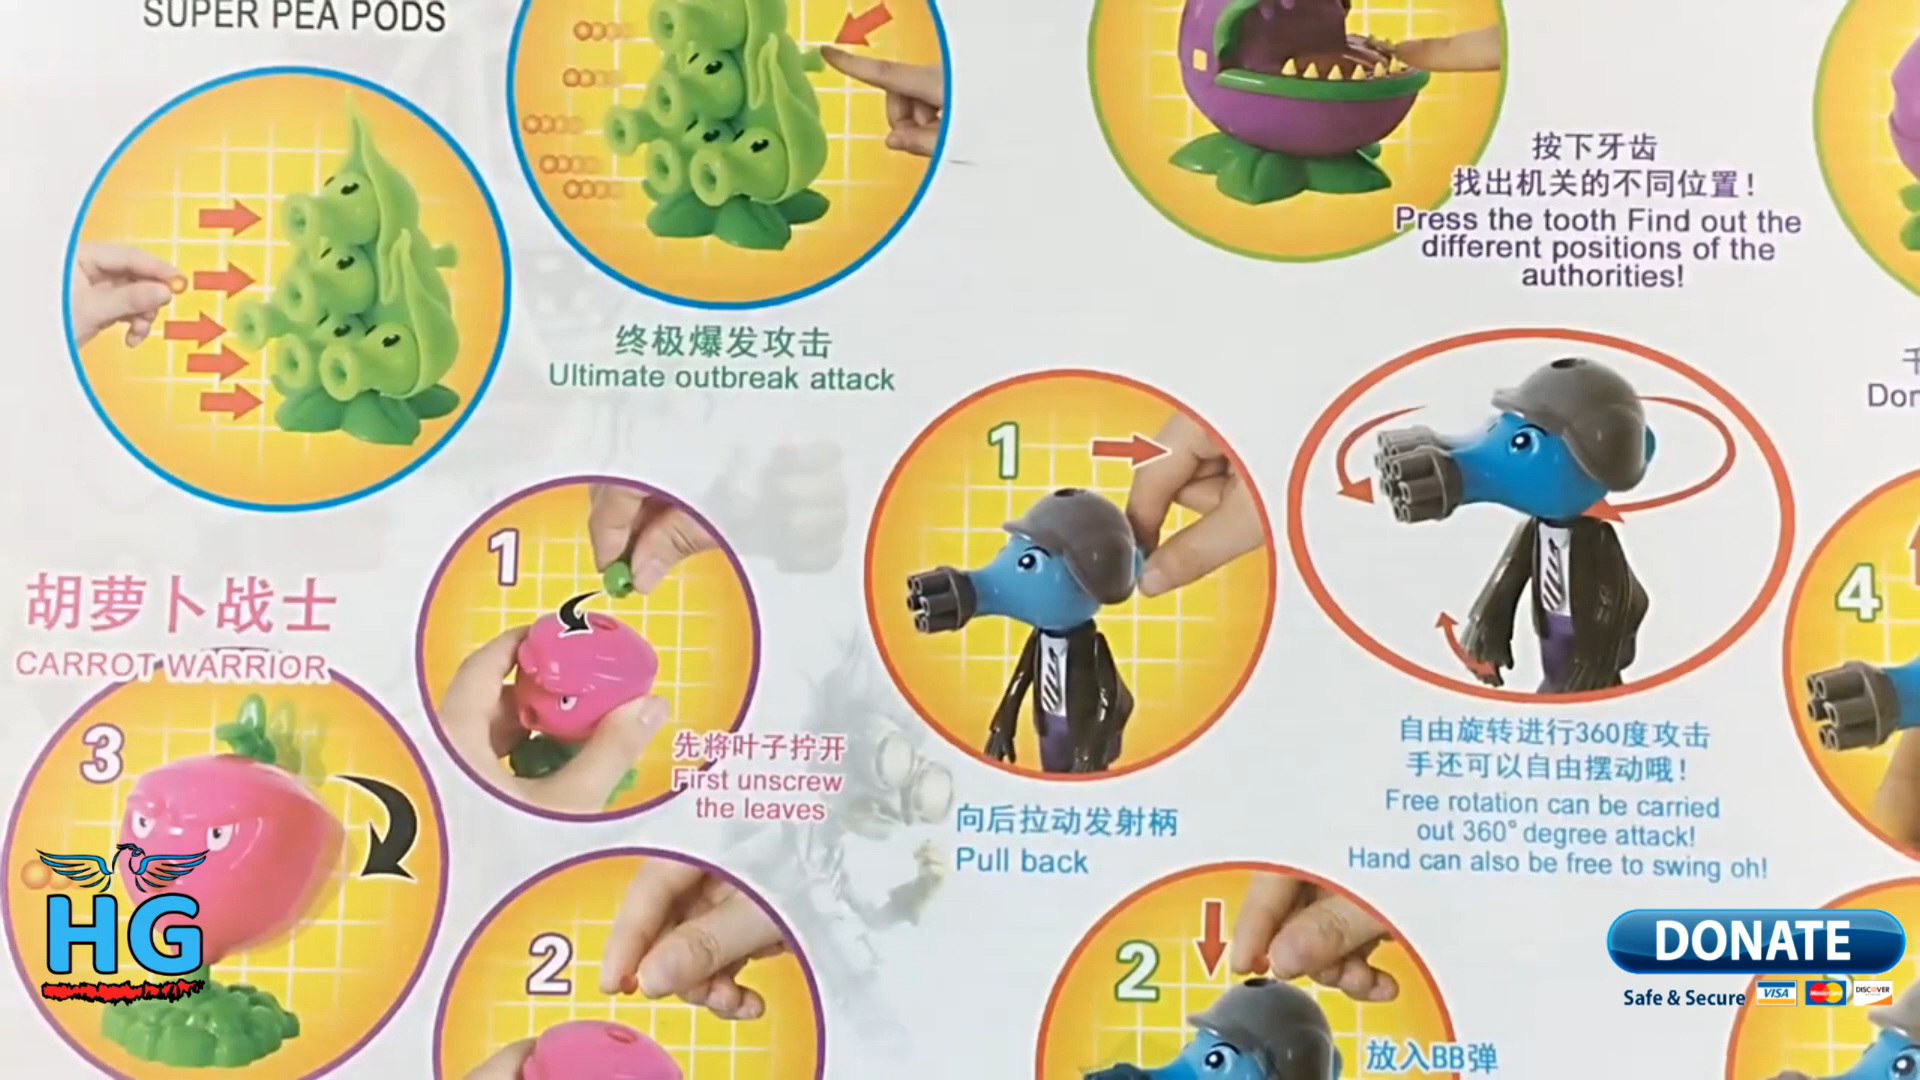 SUPER PEA PODS
按下牙齿
找出机关的不同位置!
Press the tooth Find out the
different positions of the
authorities!
终极爆发攻击
Ultimate outbreak attack
Don
胡萝卜战士
CARROT WARRIOR
1
先将叶子拧开
First unscrew
the leaves
1
向后拉动发射柄
Pull back
自由旋转进行360度攻击
手还可以自由摆动哦!
Free rotation can be carried
out 360° degree attack!
Hand can also be free to swing oh!
4
3
2
2
放入BB弹
HG
DONATE
Safe & Secure
VISA
MasterCard
DISCOVER